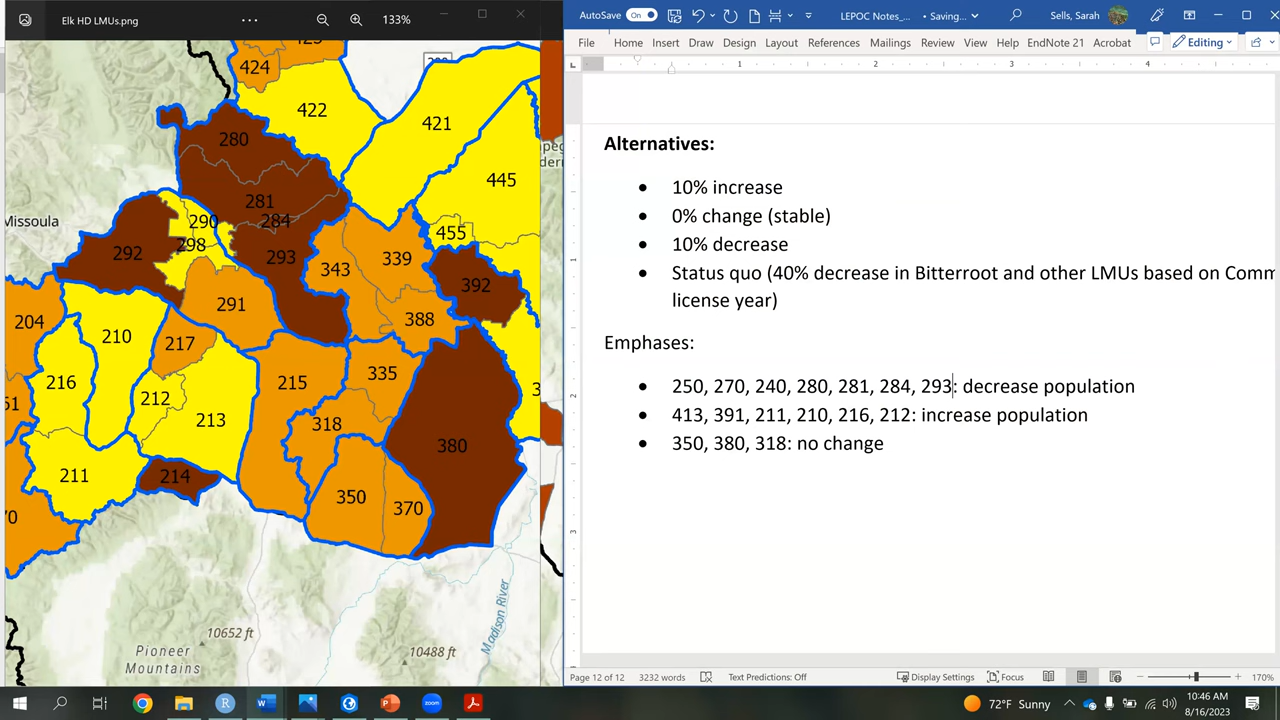 Elk HD LMUs.png
133%
AutoSave
On
LEPOC Notes_...
• Saving...
Sells, Sarah
File Home Insert Draw Design Layout References Mailings Review View Help EndNote 21 Acrobat
Editing
1 2 3 4
424
422
421
280
445
281
Missoula
290
284
455
298
292
293
339
343
392
291
204
388
210
217
335
216
215
212
213
318
380
211
214
350
370
10652 ft
Pioneer
Mountains
10488 ft
Madison River
Alternatives:
• 10% increase
• 0% change (stable)
• 10% decrease
• Status quo (40% decrease in Bitterroot and other LMUs based on Comm
license year)
Emphases:
• 250, 270, 240, 280, 281, 284, 293: decrease population
• 413, 391, 211, 210, 216, 212: increase population
• 350, 380, 318: no change
1
2
3
Page 12 of 12 3232 words Text Predictions: Off Display Settings Focus 170%
72°F Sunny
10:46 AM
8/16/2023